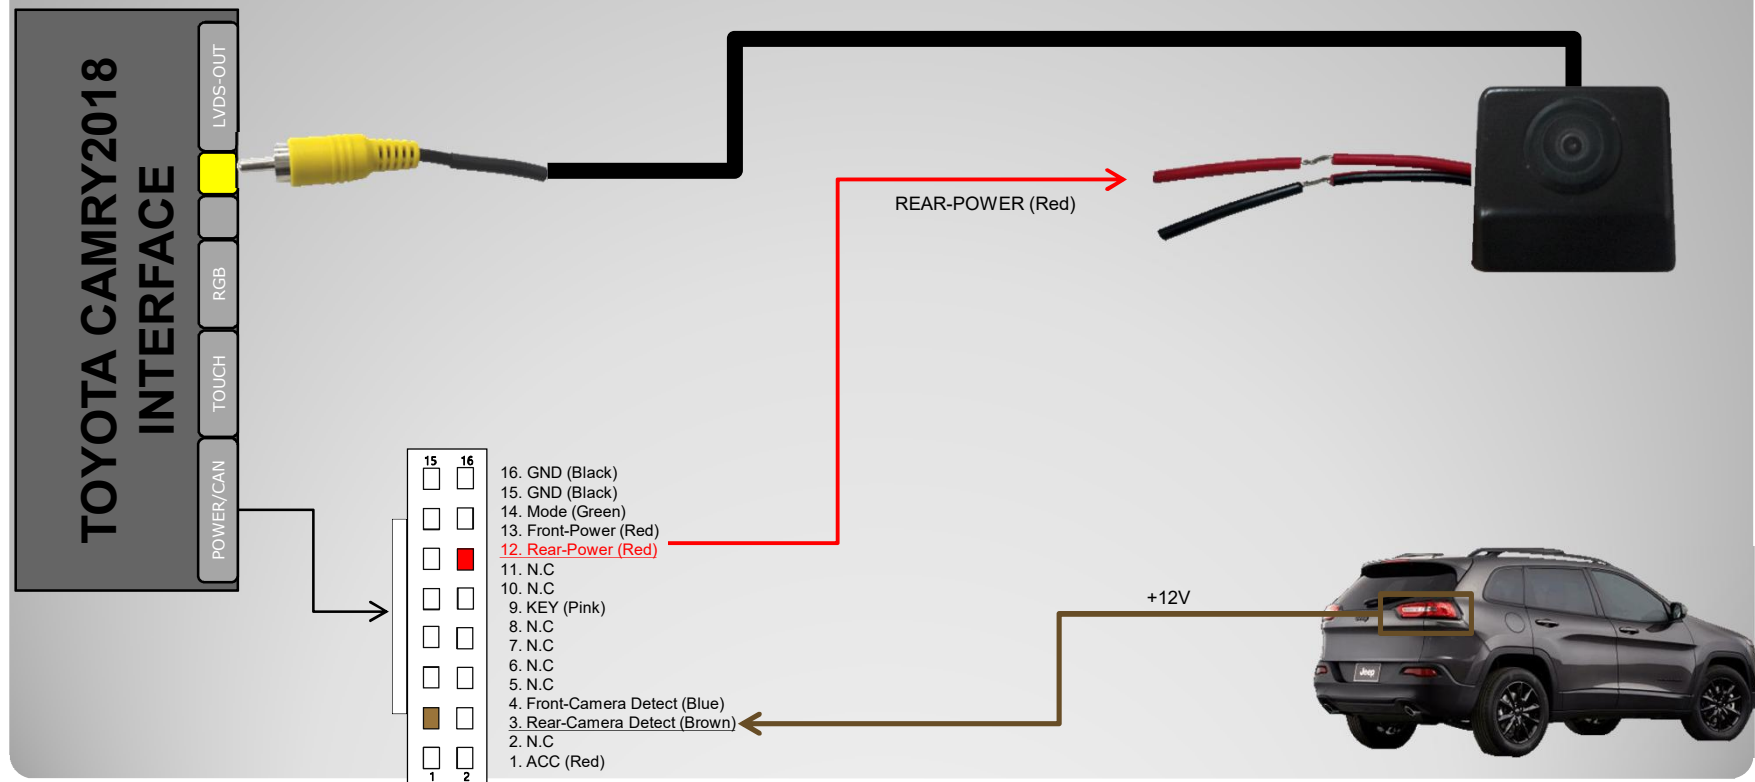 TOYOTA CAMRY2018
INTERFACE
LVDS-OUT
RGB
TOUCH
POWER/CAN
REAR-POWER (Red)
15 16
16. GND (Black)
15. GND (Black)
14. Mode (Green)
13. Front-Power (Red)
12. Rear-Power (Red)
11. N.C
10. N.C
9. KEY (Pink)
8. N.C
7. N.C
6. N.C
5. N.C
4. Front-Camera Detect (Blue)
3. Rear-Camera Detect (Brown)
2. N.C
1. ACC (Red)
1 2
+12V
Jeep